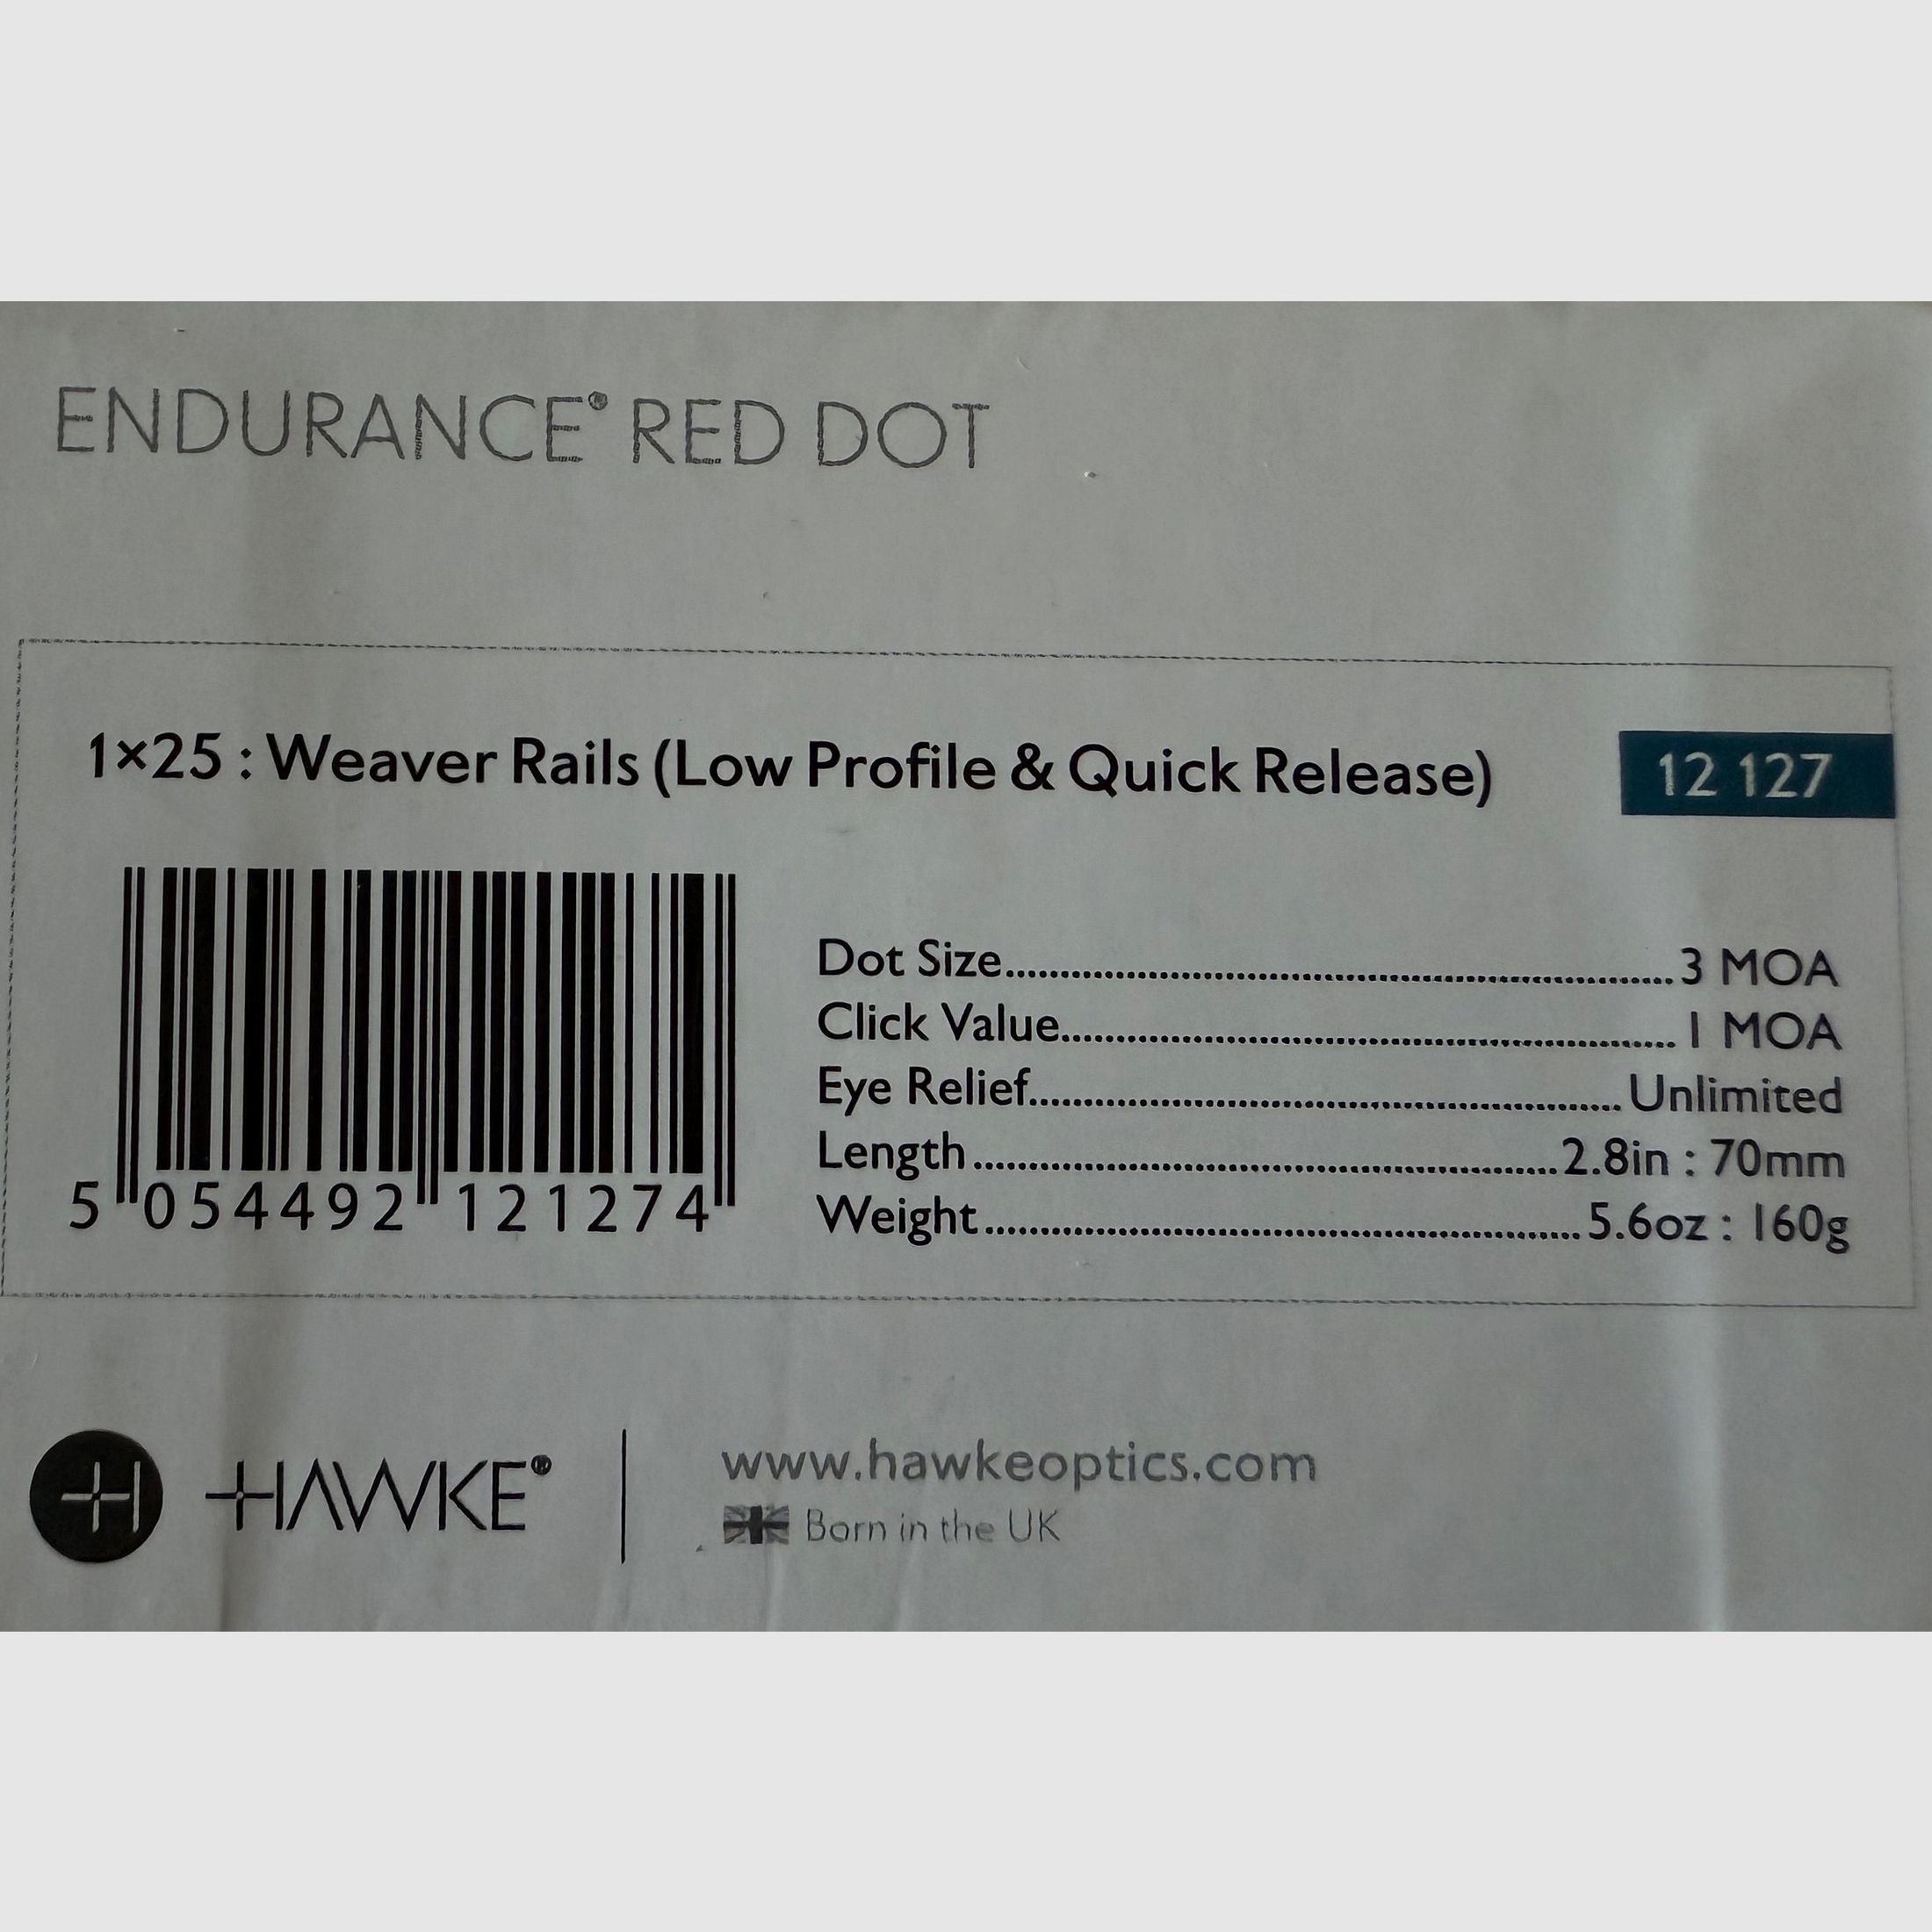 ENDURANCE® RED DOT
1×25 : Weaver Rails (Low Profile & Quick Release)
12 127
Dot Size..........3 MOA
Click Value..........1 MOA
Eye Relief..........Unlimited
Length..........2.8in : 70mm
Weight..........5.6oz : 160g
5 054492 121274
HAWKE®
www.hawkeoptics.com
Born in the UK